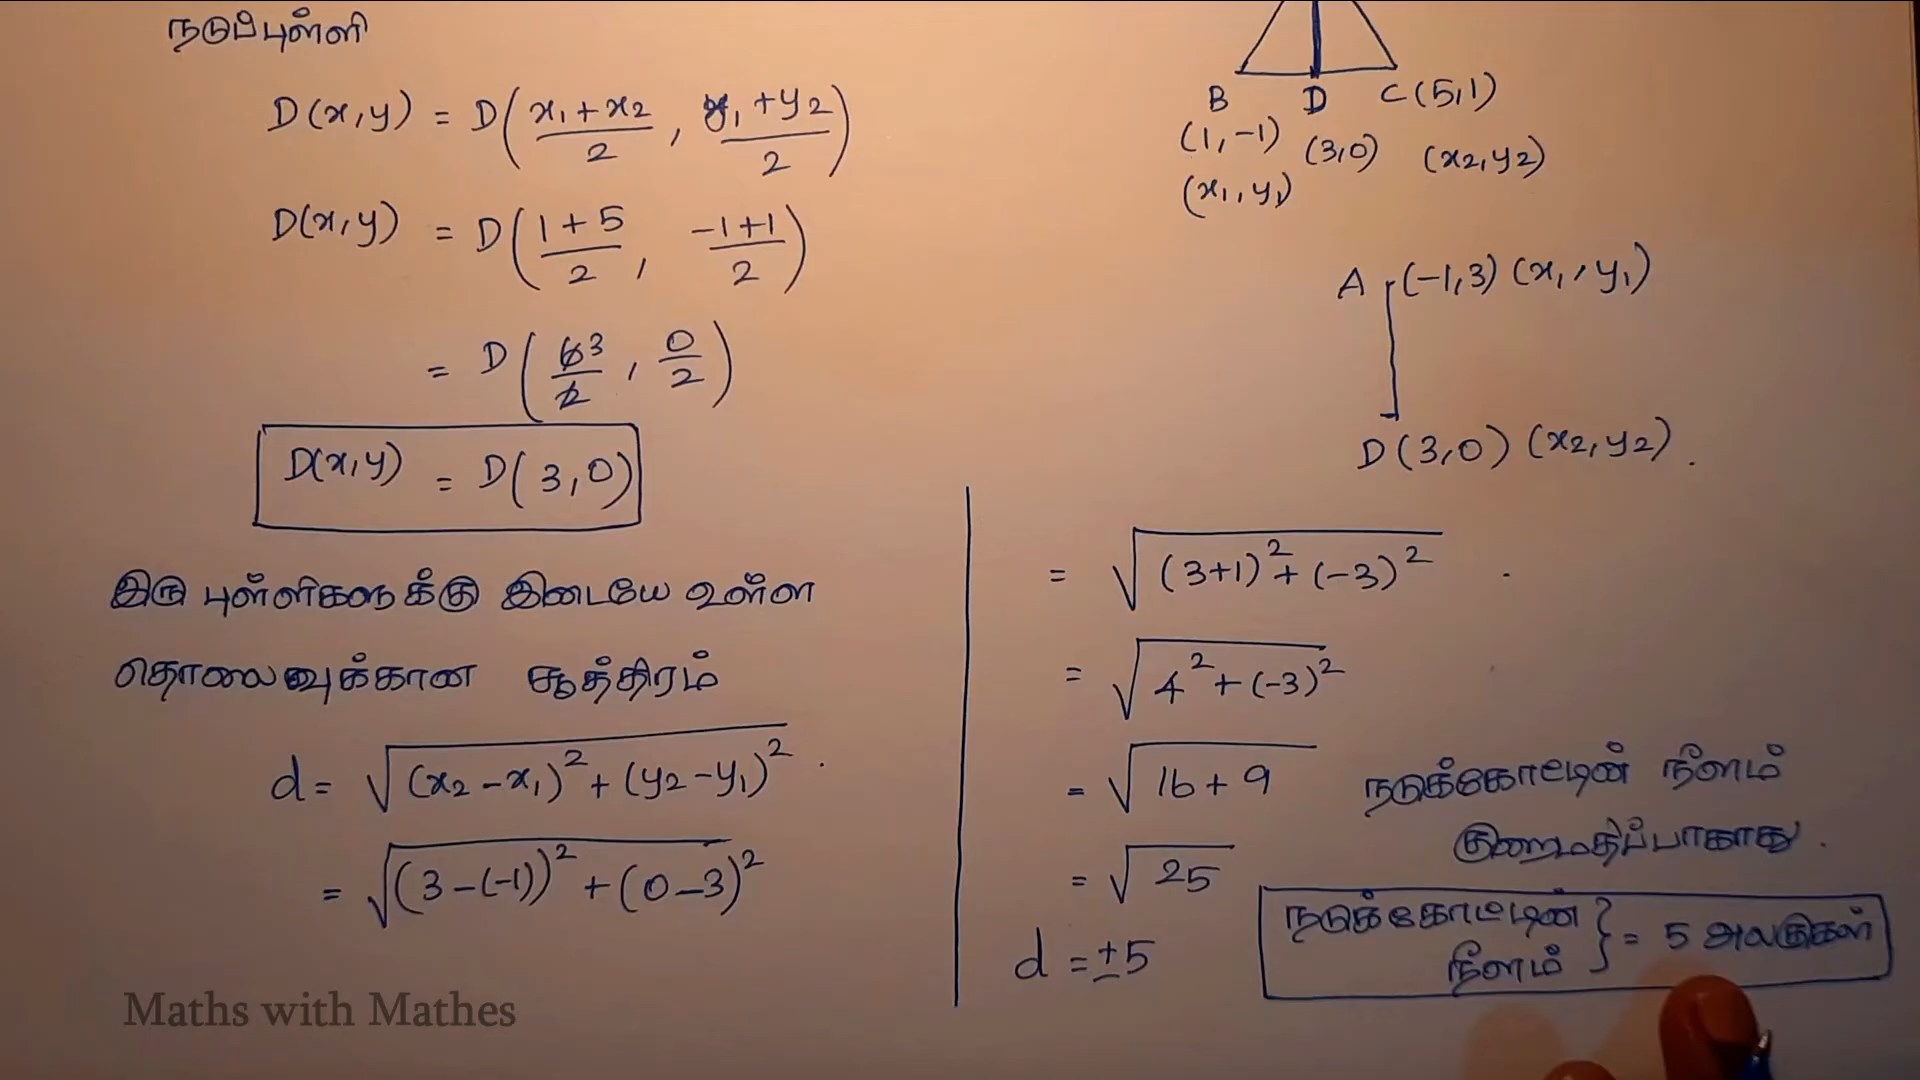 நடுப்புள்ளி
D(x,y) = D(x₁+x₂/2, y₁+y₂/2)
D(x,y) = D(1+5/2, -1+1/2)
= D(6̸3/2̸, 0/2)
D(x,y) = D(3,0)
இரு புள்ளிகளுக்கு இடையே உள்ள
தொலைவுக்கான சூத்திரம்
d = √((x₂-x₁)²+(y₂-y₁)²)
= √((3-(-1))²+(0-3)²)
B D C(5,1)
(1,-1) (3,0) (x₂,y₂)
(x₁,y₁)
A (-1,3) (x₁,y₁)
D(3,0) (x₂,y₂).
= √((3+1)²+(-3)²)
= √(4²+(-3)²)
= √(16+9)
= √25
d = ±5
நடுக்கோட்டின் நீளம்
குறைமதிப்பாகாது.
நடுக்கோட்டின்
நீளம் } = 5 அலகுகள்
Maths with Mathes